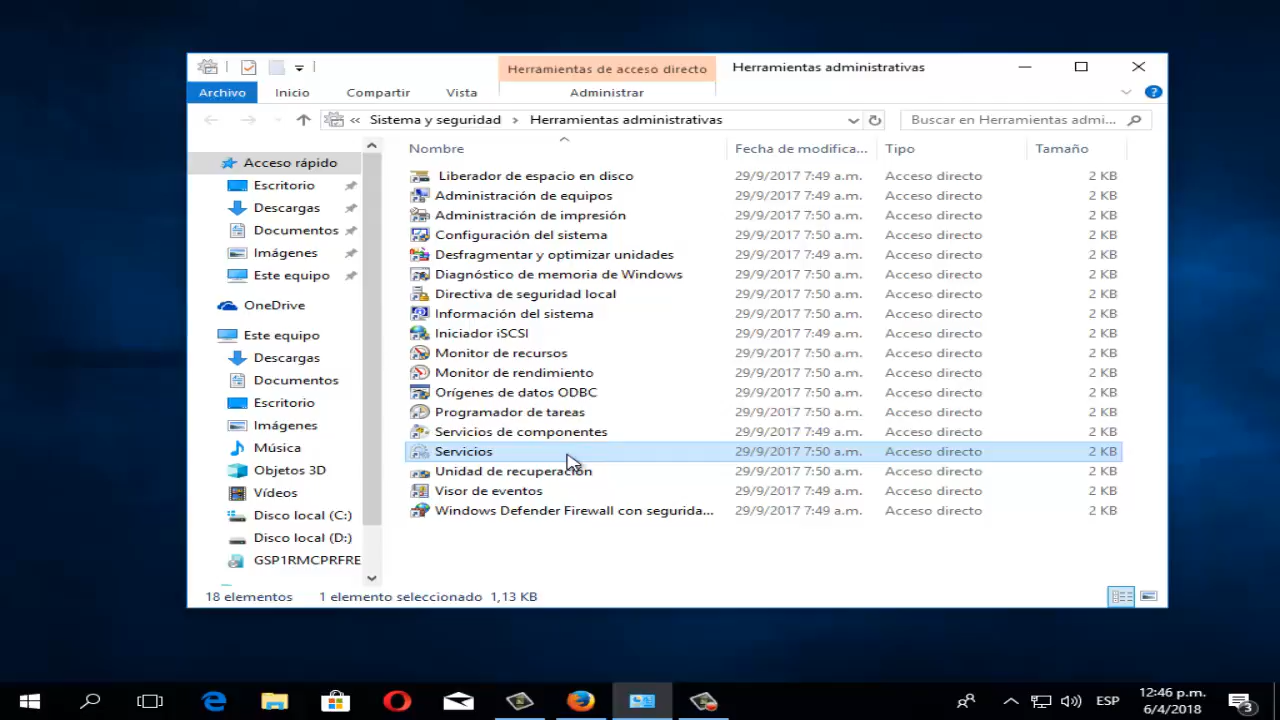 Herramientas de acceso directo
Herramientas administrativas
Archivo
Inicio
Compartir
Vista
Administrar
« Sistema y seguridad > Herramientas administrativas
Buscar en Herramientas admi...
Nombre
Fecha de modifica...
Tipo
Tamaño
Acceso rápido
Escritorio
Descargas
Documentos
Imágenes
Este equipo
OneDrive
Este equipo
Descargas
Documentos
Escritorio
Imágenes
Música
Objetos 3D
Vídeos
Disco local (C:)
Disco local (D:)
GSP1RMCPRFRE
Liberador de espacio en disco 29/9/2017 7:49 a.m. Acceso directo 2 KB
Administración de equipos 29/9/2017 7:49 a.m. Acceso directo 2 KB
Administración de impresión 29/9/2017 7:50 a.m. Acceso directo 2 KB
Configuración del sistema 29/9/2017 7:50 a.m. Acceso directo 2 KB
Desfragmentar y optimizar unidades 29/9/2017 7:49 a.m. Acceso directo 2 KB
Diagnóstico de memoria de Windows 29/9/2017 7:50 a.m. Acceso directo 2 KB
Directiva de seguridad local 29/9/2017 7:50 a.m. Acceso directo 2 KB
Información del sistema 29/9/2017 7:50 a.m. Acceso directo 2 KB
Iniciador iSCSI 29/9/2017 7:49 a.m. Acceso directo 2 KB
Monitor de recursos 29/9/2017 7:50 a.m. Acceso directo 2 KB
Monitor de rendimiento 29/9/2017 7:50 a.m. Acceso directo 2 KB
Orígenes de datos ODBC 29/9/2017 7:50 a.m. Acceso directo 2 KB
Programador de tareas 29/9/2017 7:50 a.m. Acceso directo 2 KB
Servicios de componentes 29/9/2017 7:49 a.m. Acceso directo 2 KB
Servicios 29/9/2017 7:50 a.m. Acceso directo 2 KB
Unidad de recuperación 29/9/2017 7:50 a.m. Acceso directo 2 KB
Visor de eventos 29/9/2017 7:49 a.m. Acceso directo 2 KB
Windows Defender Firewall con segurida... 29/9/2017 7:49 a.m. Acceso directo 2 KB
18 elementos
1 elemento seleccionado 1,13 KB
ESP
12:46 p.m.
6/4/2018
3